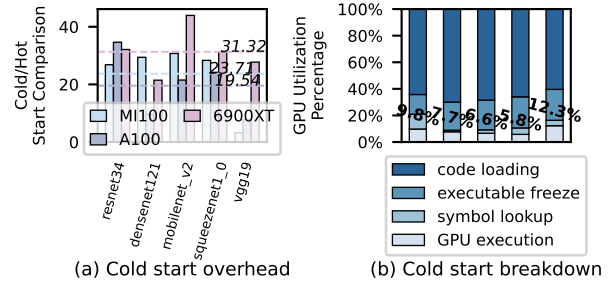 Cold/Hot
Start Comparison
40
20
0
31.32
23.71
19.54
MI100
6900XT
A100
resnet34
densenet121
mobilenet_v2
squeezenet1_0
vgg19
(a) Cold start overhead
GPU Utilization
Percentage
100%
80%
60%
40%
20%
0%
9.8%
7.7%
6.6%
5.8%
12.3%
code loading
executable freeze
symbol lookup
GPU execution
(b) Cold start breakdown